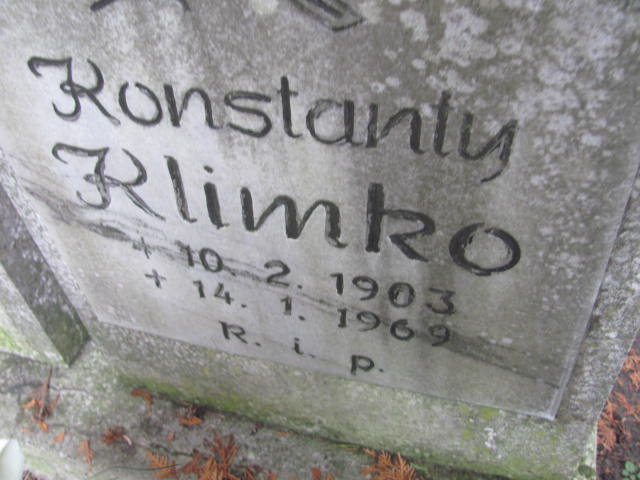 Konstanty
Klimko
+ 10. 2. 1903
+ 14. 1. 1969
R. i. p.